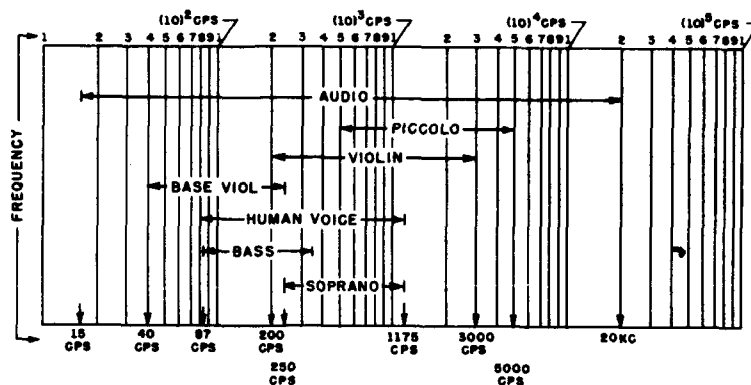 (10)²CPS (10)³CPS (10)⁴CPS (10)⁵CPS
1 2 3 4 5 6 7 8 9 1 2 3 4 5 6 7 8 9 1 2 3 4 5 6 7 8 9 1 2 3 4 5 6 7 8 9 1
FREQUENCY
AUDIO
PICCOLO
VIOLIN
BASE VIOL
HUMAN VOICE
BASS
SOPRANO
15 40 87 200 1175 3000 20KC
CPS CPS CPS CPS CPS CPS
250 5000
CPS CPS